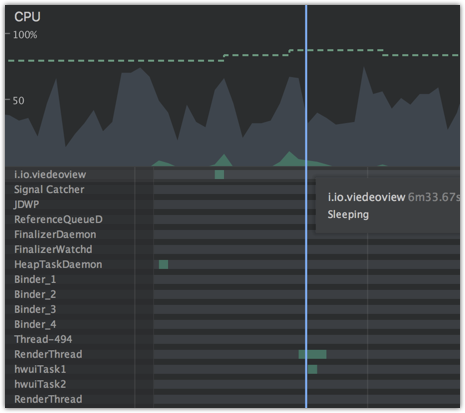 CPU
100%
50
i.io.viedeoview
Signal Catcher
JDWP
ReferenceQueueD
FinalizerDaemon
FinalizerWatchd
HeapTaskDaemon
Binder_1
Binder_2
Binder_3
Binder_4
Thread-494
RenderThread
hwuiTask1
hwuiTask2
RenderThread
i.io.viedeoview 6m33.67s
Sleeping